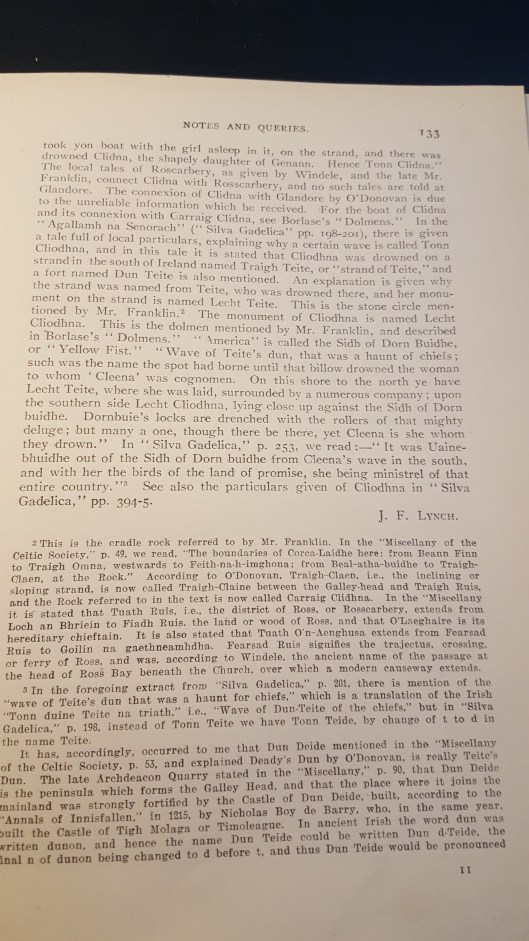 NOTES AND QUERIES.
133
took yon boat with the girl asleep in it, on the strand, and there was
drowned Clidna, the shapely daughter of Genann. Hence Tonn Clidna."
The local tales of Roscarbery, as given by Windele, and the late Mr.
Franklin, connect Clidna with Rosscarbery, and no such tales are told at
Glandore. The connexion of Clidna with Glandore by O'Donovan is due
to the unreliable information which he received. For the boat of Clidna
and its connexion with Carraig Clidna, see Borlase's "Dolmens." In the
"Agallamh na Senorach" ("Silva Gadelica" pp. 198-201), there is given
a tale full of local particulars, explaining why a certain wave is called Tonn
Cliodhna, and in this tale it is stated that Cliodhna was drowned on a
strand in the south of Ireland named Traigh Teite, or "strand of Teite," and
a fort named Dun Teite is also mentioned. An explanation is given why
the strand was named from Teite, who was drowned there, and her monu-
ment on the strand is named Lecht Teite. This is the stone circle men-
tioned by Mr. Franklin.2 The monument of Cliodhna is named Lecht
Cliodhna. This is the dolmen mentioned by Mr. Franklin, and described
in Borlase's "Dolmens." "America" is called the Sidh of Dorn Buidhe,
or "Yellow Fist." "Wave of Teite's dun, that was a haunt of chiefs;
such was the name the spot had borne until that billow drowned the woman
to whom 'Cleena' was cognomen. On this shore to the north ye have
Lecht Teite, where she was laid, surrounded by a numerous company; upon
the southern side Lecht Cliodhna, lying close up against the Sidh of Dorn
buidhe. Dornbuie's locks are drenched with the rollers of that mighty
deluge; but many a one, though there be there, yet Cleena is she whom
they drown." In "Silva Gadelica," p. 253, we read:—"It was Uaine-
bhuidhe out of the Sidh of Dorn buidhe from Cleena's wave in the south,
and with her the birds of the land of promise, she being ministrel of that
entire country."3 See also the particulars given of Cliodhna in "Silva
Gadelica," pp. 394-5.
J. F. LYNCH.
2 This is the cradle rock referred to by Mr. Franklin. In the "Miscellany of the
Celtic Society," p. 49, we read, "The boundaries of Corca-Laidhe here: from Beann Finn
to Traigh Omna, westwards to Feith-na-h-imghona; from Beal-atha-buidhe to Traigh-
Claen, at the Rock." According to O'Donovan, Traigh-Claen, i.e., the inclining or
sloping strand, is now called Traigh-Claine between the Galley-head and Traigh Ruis,
and the Rock referred to in the text is now called Carraig Clidhna. In the "Miscellany
it is stated that Tuath Ruis, i.e., the district of Ross, or Rosscarbery, extends from
Loch an Bhriein to Fiadh Ruis, the land or wood of Ross, and that O'Laeghaire is its
hereditary chieftain. It is also stated that Tuath O'n-Aenghusa extends from Fearsad
Ruis to Goilin na gaethneamhdha. Fearsad Ruis signifies the trajectus, crossing,
or ferry of Ross, and was, according to Windele, the ancient name of the passage at
the head of Ross Bay beneath the Church, over which a modern causeway extends.
3 In the foregoing extract from "Silva Gadelica," p. 201, there is mention of the
"wave of Teite's dun that was a haunt for chiefs," which is a translation of the Irish
"Tonn duine Teite na triath," i.e., "Wave of Dun-Teite of the chiefs," but in "Silva
Gadelica," p. 198, instead of Tonn Teite we have Tonn Teide, by change of t to d in
the name Teite.
It has, accordingly, occurred to me that Dun Deide mentioned in the "Miscellany
of the Celtic Society, p. 53, and explained Deady's Dun by O'Donovan, is really Teite's
Dun. The late Archdeacon Quarry stated in the "Miscellany," p. 90, that Dun Deide
is the peninsula which forms the Galley Head, and that the place where it joins the
mainland was strongly fortified by the Castle of Dun Deide, built, according to the
"Annals of Innisfallen," in 1215, by Nicholas Boy de Barry, who, in the same year,
built the Castle of Tigh Molaga or Timoleague. In ancient Irish the word dun was
written dunon, and hence the name Dun Teide could be written Dun d-Teide, the
inal n of dunon being changed to d before t, and thus Dun Teide would be pronounced
11